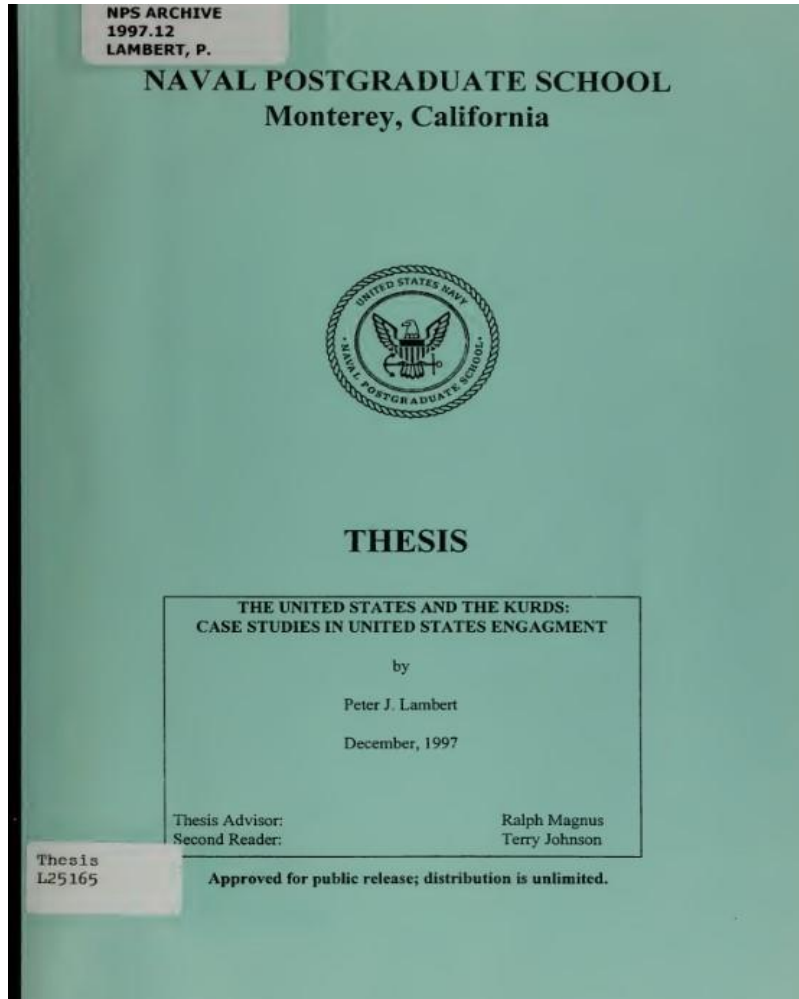 NPS ARCHIVE
1997.12
LAMBERT, P.
NAVAL POSTGRADUATE SCHOOL
Monterey, California
UNITED STATES NAVY
NAVAL POSTGRADUATE SCHOOL
THESIS
THE UNITED STATES AND THE KURDS:
CASE STUDIES IN UNITED STATES ENGAGMENT
by
Peter J. Lambert
December, 1997
Thesis Advisor: Ralph Magnus
Second Reader: Terry Johnson
Thesis
L25165
Approved for public release; distribution is unlimited.